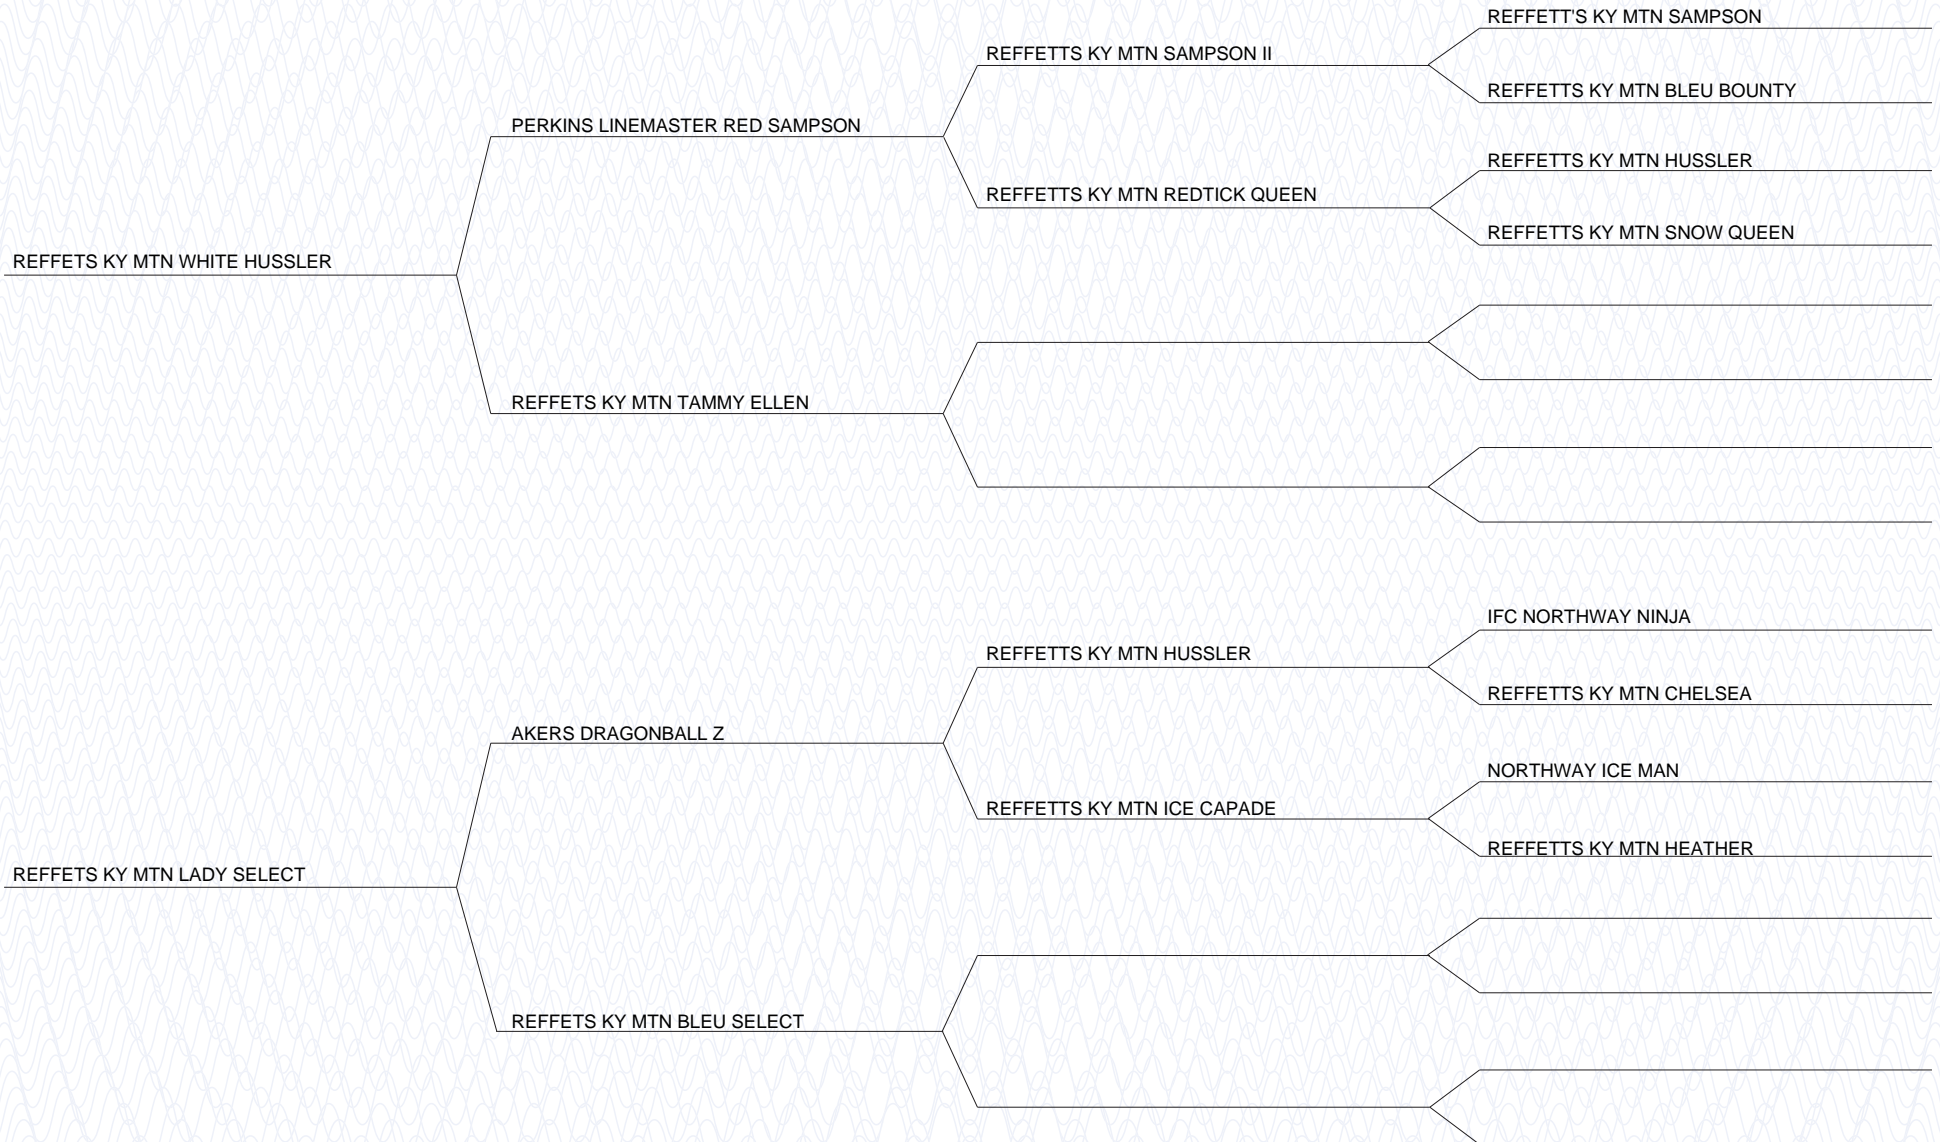 REFFETT'S KY MTN SAMPSON
REFFETTS KY MTN SAMPSON II
REFFETTS KY MTN BLEU BOUNTY
PERKINS LINEMASTER RED SAMPSON
REFFETTS KY MTN HUSSLER
REFFETTS KY MTN REDTICK QUEEN
REFFETTS KY MTN SNOW QUEEN
REFFETS KY MTN WHITE HUSSLER
REFFETS KY MTN TAMMY ELLEN
IFC NORTHWAY NINJA
REFFETTS KY MTN HUSSLER
REFFETTS KY MTN CHELSEA
AKERS DRAGONBALL Z
NORTHWAY ICE MAN
REFFETTS KY MTN ICE CAPADE
REFFETTS KY MTN HEATHER
REFFETS KY MTN LADY SELECT
REFFETS KY MTN BLEU SELECT